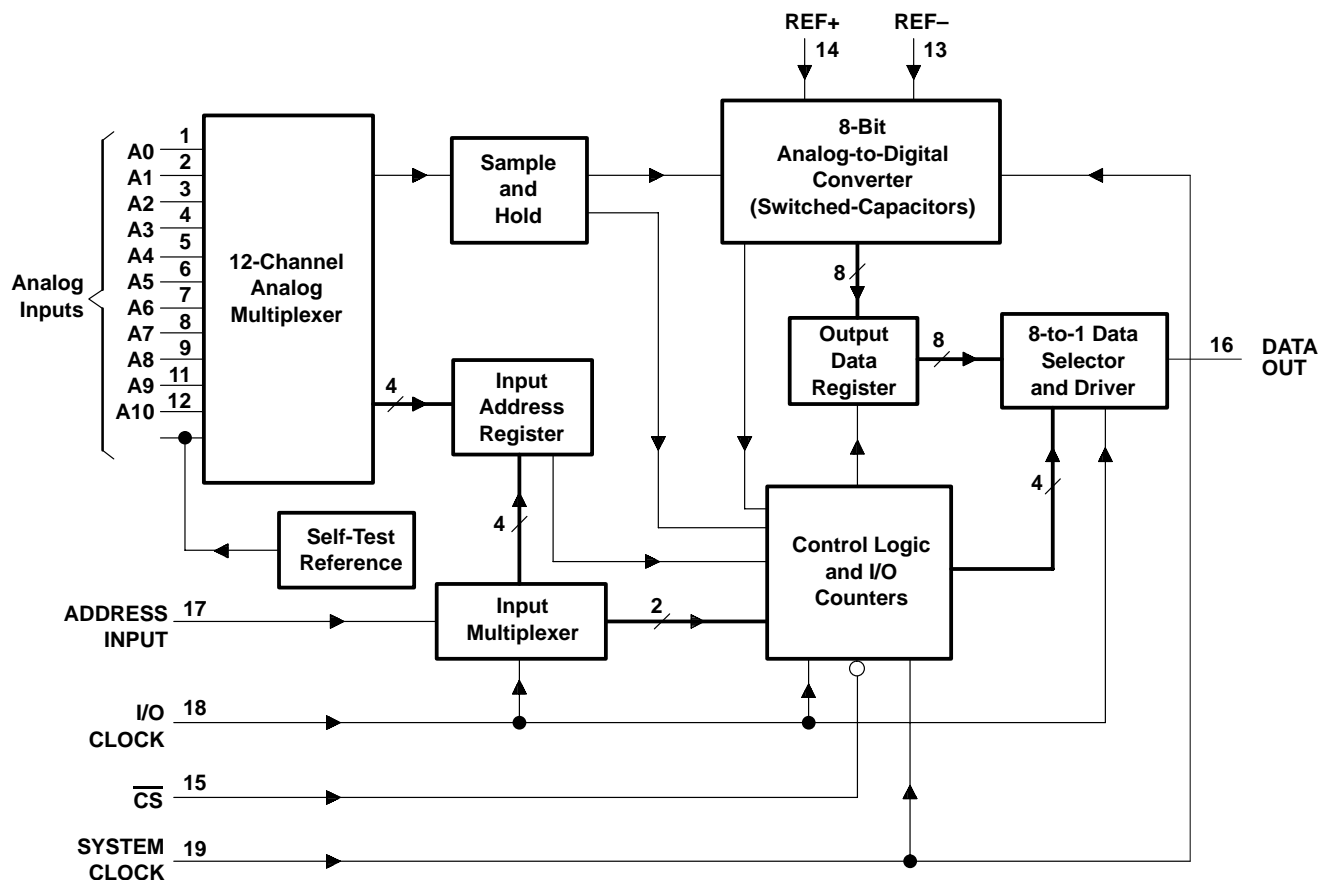 REF+
REF–
14
13
8-Bit
Analog-to-Digital
Converter
(Switched-Capacitors)
Sample
and
Hold
12-Channel
Analog
Multiplexer
Analog
Inputs
A0
1
A1
2
A2
3
A3
4
A4
5
A5
6
A6
7
A7
8
A8
9
A9
11
A10
12
8
Output
Data
Register
8
8-to-1 Data
Selector
and Driver
16
DATA
OUT
4
Input
Address
Register
4
4
Self-Test
Reference
Control Logic
and I/O
Counters
ADDRESS
INPUT
17
Input
Multiplexer
2
I/O
CLOCK
18
CS
15
SYSTEM
CLOCK
19